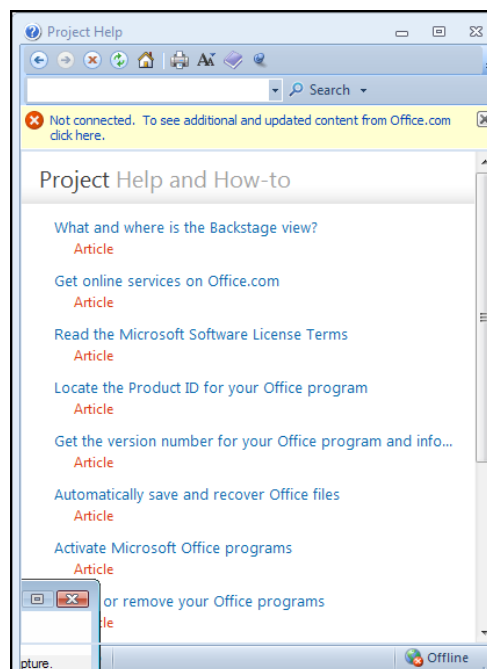 Project Help
Search
Not connected. To see additional and updated content from Office.com
click here.
Project Help and How-to
What and where is the Backstage view?
Article
Get online services on Office.com
Article
Read the Microsoft Software License Terms
Article
Locate the Product ID for your Office program
Article
Get the version number for your Office program and info...
Article
Automatically save and recover Office files
Article
Activate Microsoft Office programs
Article
or remove your Office programs
cle
pture.
Offline